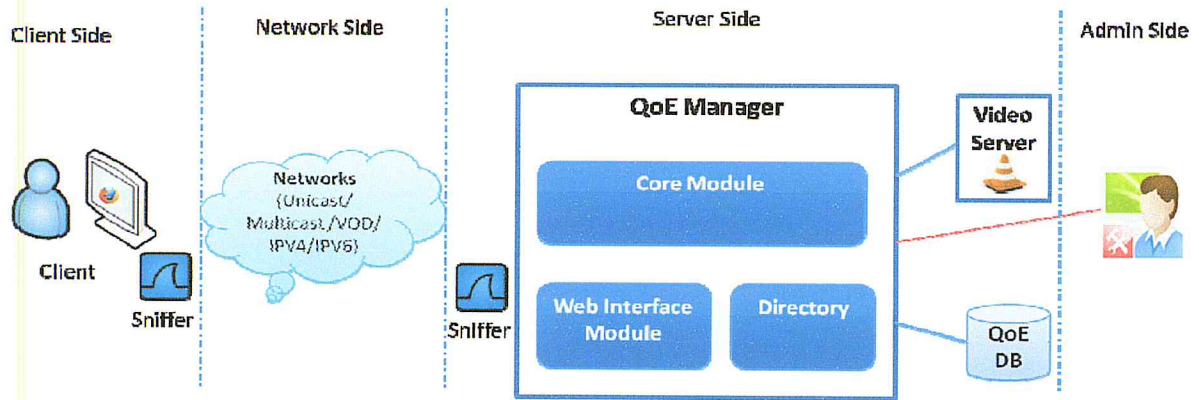 Client Side
Network Side
Server Side
Admin Side
QoE Manager
Video
Server
Core Module
Networks
(Unicast/
Multicast/VOD/
IPV4/IPV6)
Client
Sniffer
Sniffer
Web Interface
Module
Directory
QoE
DB